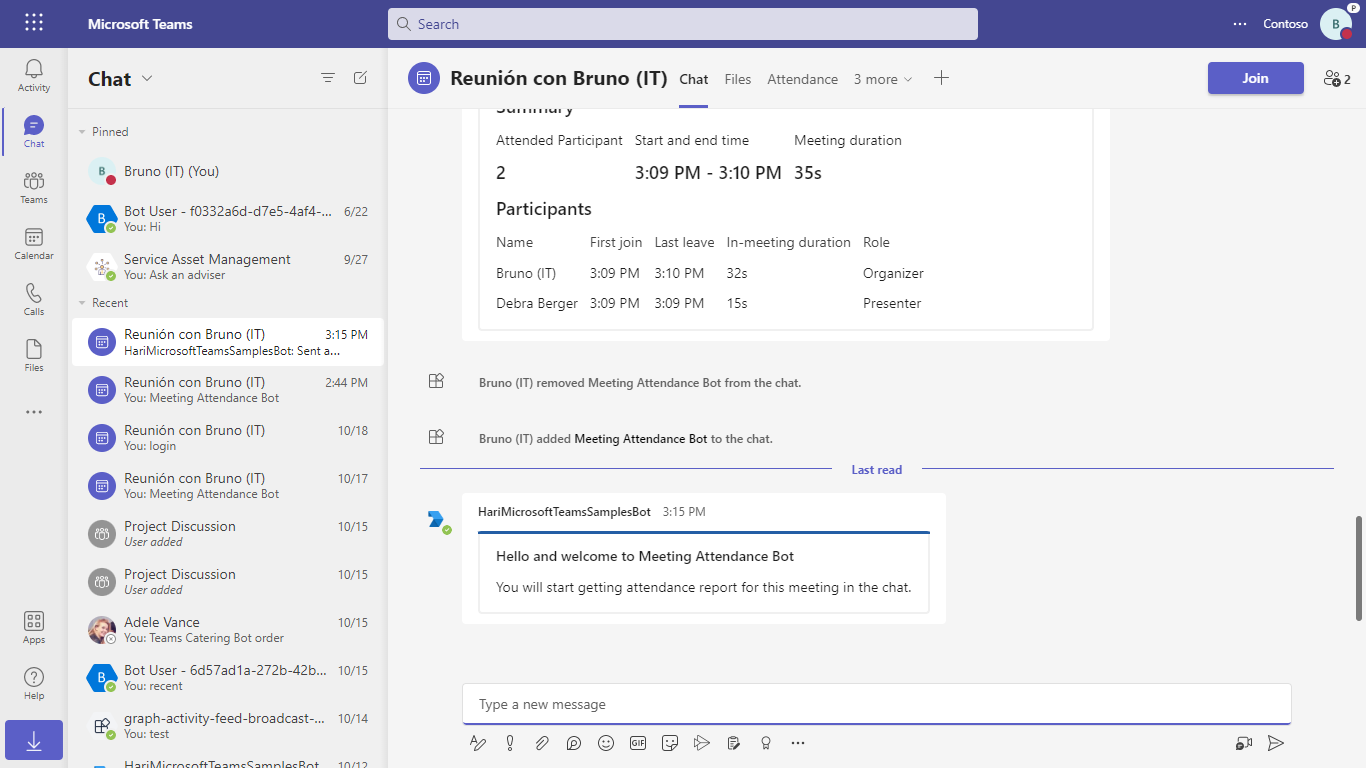 Microsoft Teams
Search
Contoso
B
P
Activity
Chat
Teams
Calendar
Calls
Files
Apps
Help
Chat
Pinned
B
Bruno (IT) (You)
B
Bot User - f0332a6d-d7e5-4af4-... 6/22
You: Hi
Service Asset Management 9/27
You: Ask an adviser
Recent
Reunión con Bruno (IT) 3:15 PM
HariMicrosoftTeamsSamplesBot: Sent a...
Reunión con Bruno (IT) 2:44 PM
You: Meeting Attendance Bot
Reunión con Bruno (IT) 10/18
You: login
Reunión con Bruno (IT) 10/17
You: Meeting Attendance Bot
Project Discussion 10/15
User added
Project Discussion 10/15
User added
Adele Vance 10/15
You: Teams Catering Bot order
B
Bot User - 6d57ad1a-272b-42b... 10/15
You: recent
graph-activity-feed-broadcast-... 10/14
You: test
HariMicrosoftTeamsSamplesBot 10/12
Reunión con Bruno (IT) Chat Files Attendance 3 more
Join
2
Summary
Attended Participant Start and end time Meeting duration
2 3:09 PM - 3:10 PM 35s
Participants
Name First join Last leave In-meeting duration Role
Bruno (IT) 3:09 PM 3:10 PM 32s Organizer
Debra Berger 3:09 PM 3:09 PM 15s Presenter
Bruno (IT) removed Meeting Attendance Bot from the chat.
Bruno (IT) added Meeting Attendance Bot to the chat.
Last read
HariMicrosoftTeamsSamplesBot 3:15 PM
Hello and welcome to Meeting Attendance Bot
You will start getting attendance report for this meeting in the chat.
Type a new message
GIF